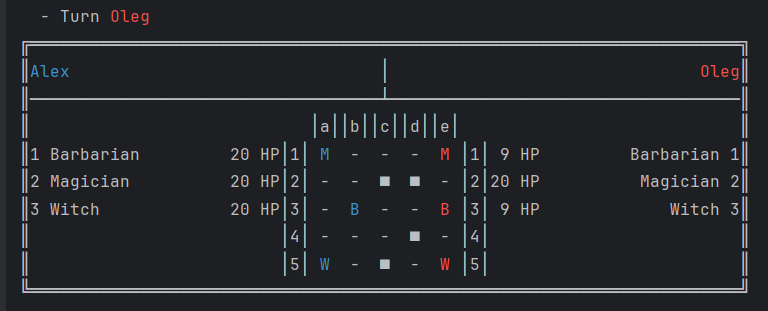 - Turn Oleg
Alex │ Oleg
│a││b││c││d││e│
1 Barbarian 20 HP│1│ M - - - M │1│ 9 HP Barbarian 1
2 Magician 20 HP│2│ - - ■ ■ - │2│20 HP Magician 2
3 Witch 20 HP│3│ - B - - B │3│ 9 HP Witch 3
│4│ - - - ■ - │4│
│5│ W - ■ - W │5│